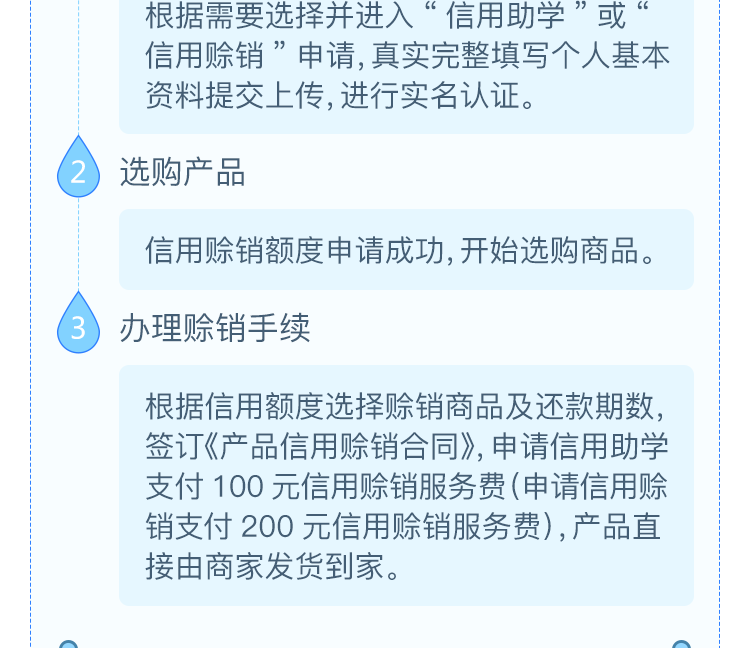 根据需要选择并进入“信用助学”或“
信用赊销”申请,真实完整填写个人基本
资料提交上传,进行实名认证。
2 选购产品
信用赊销额度申请成功,开始选购商品。
3 办理赊销手续
根据信用额度选择赊销商品及还款期数,
签订《产品信用赊销合同》,申请信用助学
支付 100 元信用赊销服务费(申请信用赊
销支付 200 元信用赊销服务费),产品直
接由商家发货到家。